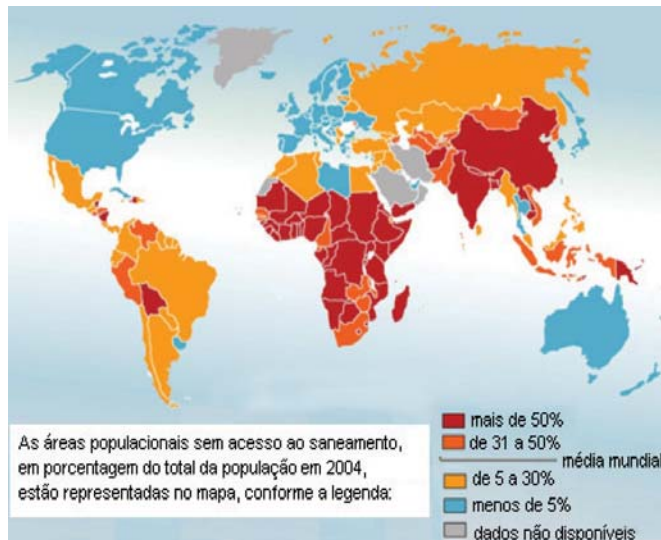 As áreas populacionais sem acesso ao saneamento,
em porcentagem do total da população em 2004,
estão representadas no mapa, conforme a legenda:
mais de 50%
de 31 a 50%
média mundial
de 5 a 30%
menos de 5%
dados não disponíveis